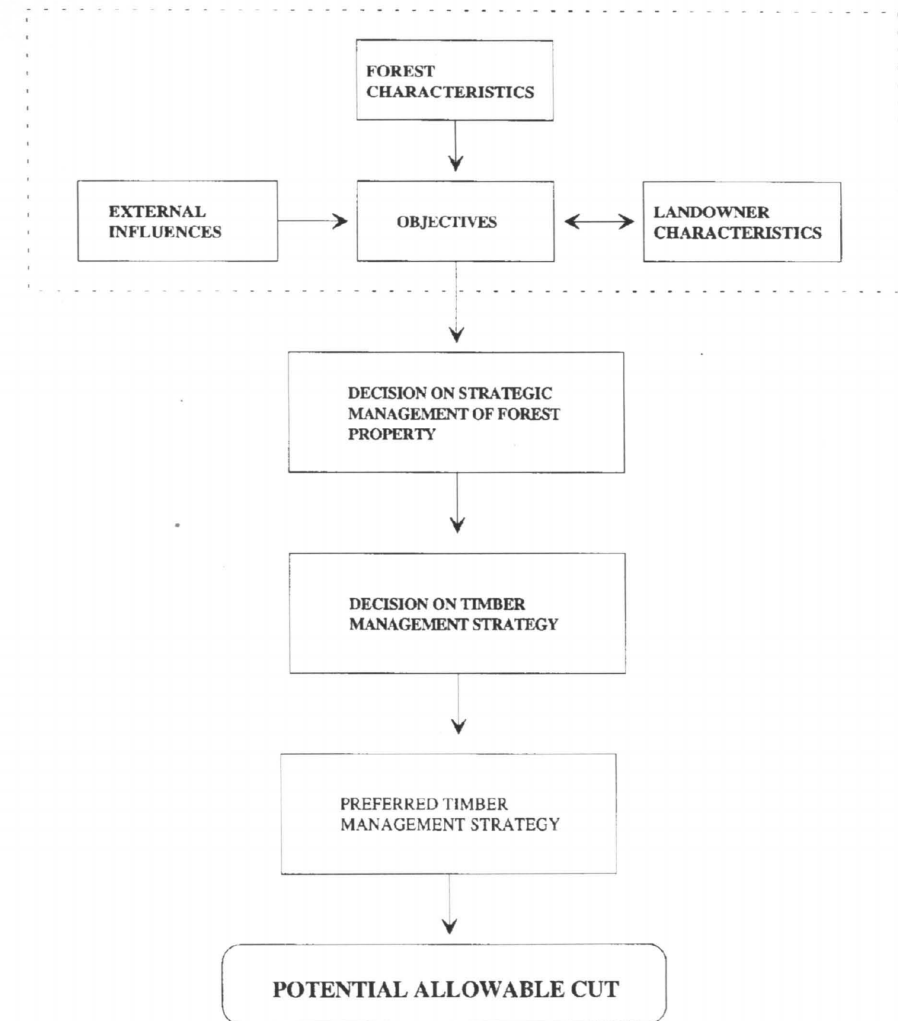 FOREST
CHARACTERISTICS
EXTERNAL
INFLUENCES
OBJECTIVES
LANDOWNER
CHARACTERISTICS
DECISION ON STRATEGIC
MANAGEMENT OF FOREST
PROPERTY
DECISION ON TIMBER
MANAGEMENT STRATEGY
PREFERRED TIMBER
MANAGEMENT STRATEGY
POTENTIAL ALLOWABLE CUT